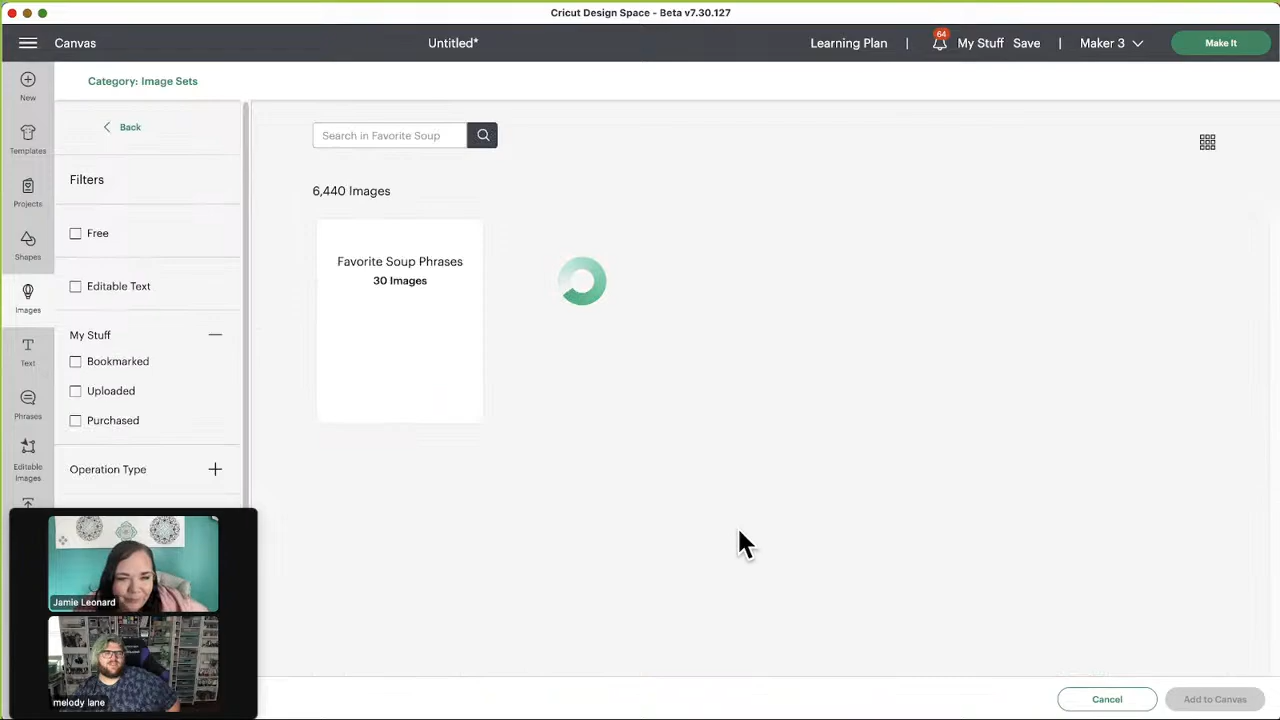 Cricut Design Space - Beta v7.30.127
Canvas
Untitled*
Learning Plan
|
64
My Stuff
Save
|
Maker 3
Make It
New
Templates
Projects
Shapes
Images
Text
Phrases
Editable
Images
Category: Image Sets
Back
Filters
Free
Editable Text
My Stuff
Bookmarked
Uploaded
Purchased
Operation Type
Search in Favorite Soup
6,440 Images
Favorite Soup Phrases
30 Images
Jamie Leonard
melody lane
Cancel
Add to Canvas